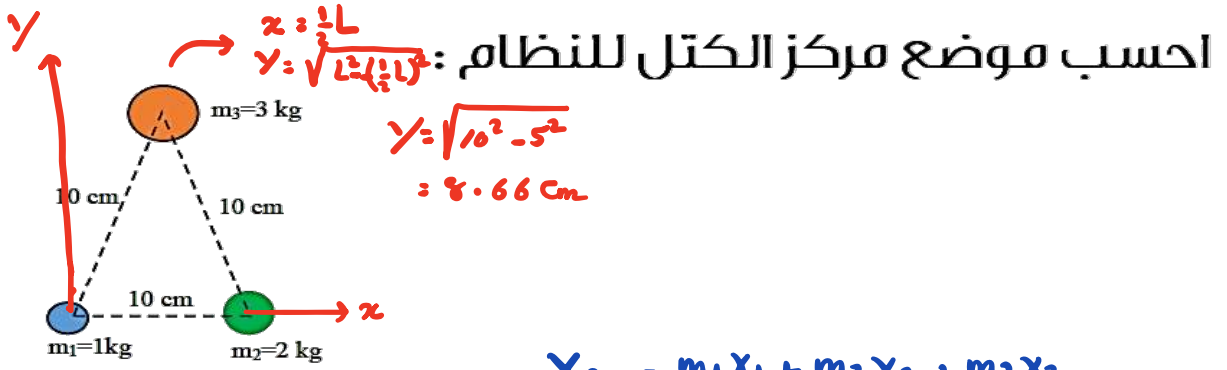 احسب موضع مركز الكتل للنظام :
y
x = ½L
y = √L²-(½L)²
m₃=3 kg
y = √10² - 5²
= 8.66 cm
10 cm
10 cm
10 cm
x
m₁=1kg
m₂=2 kg